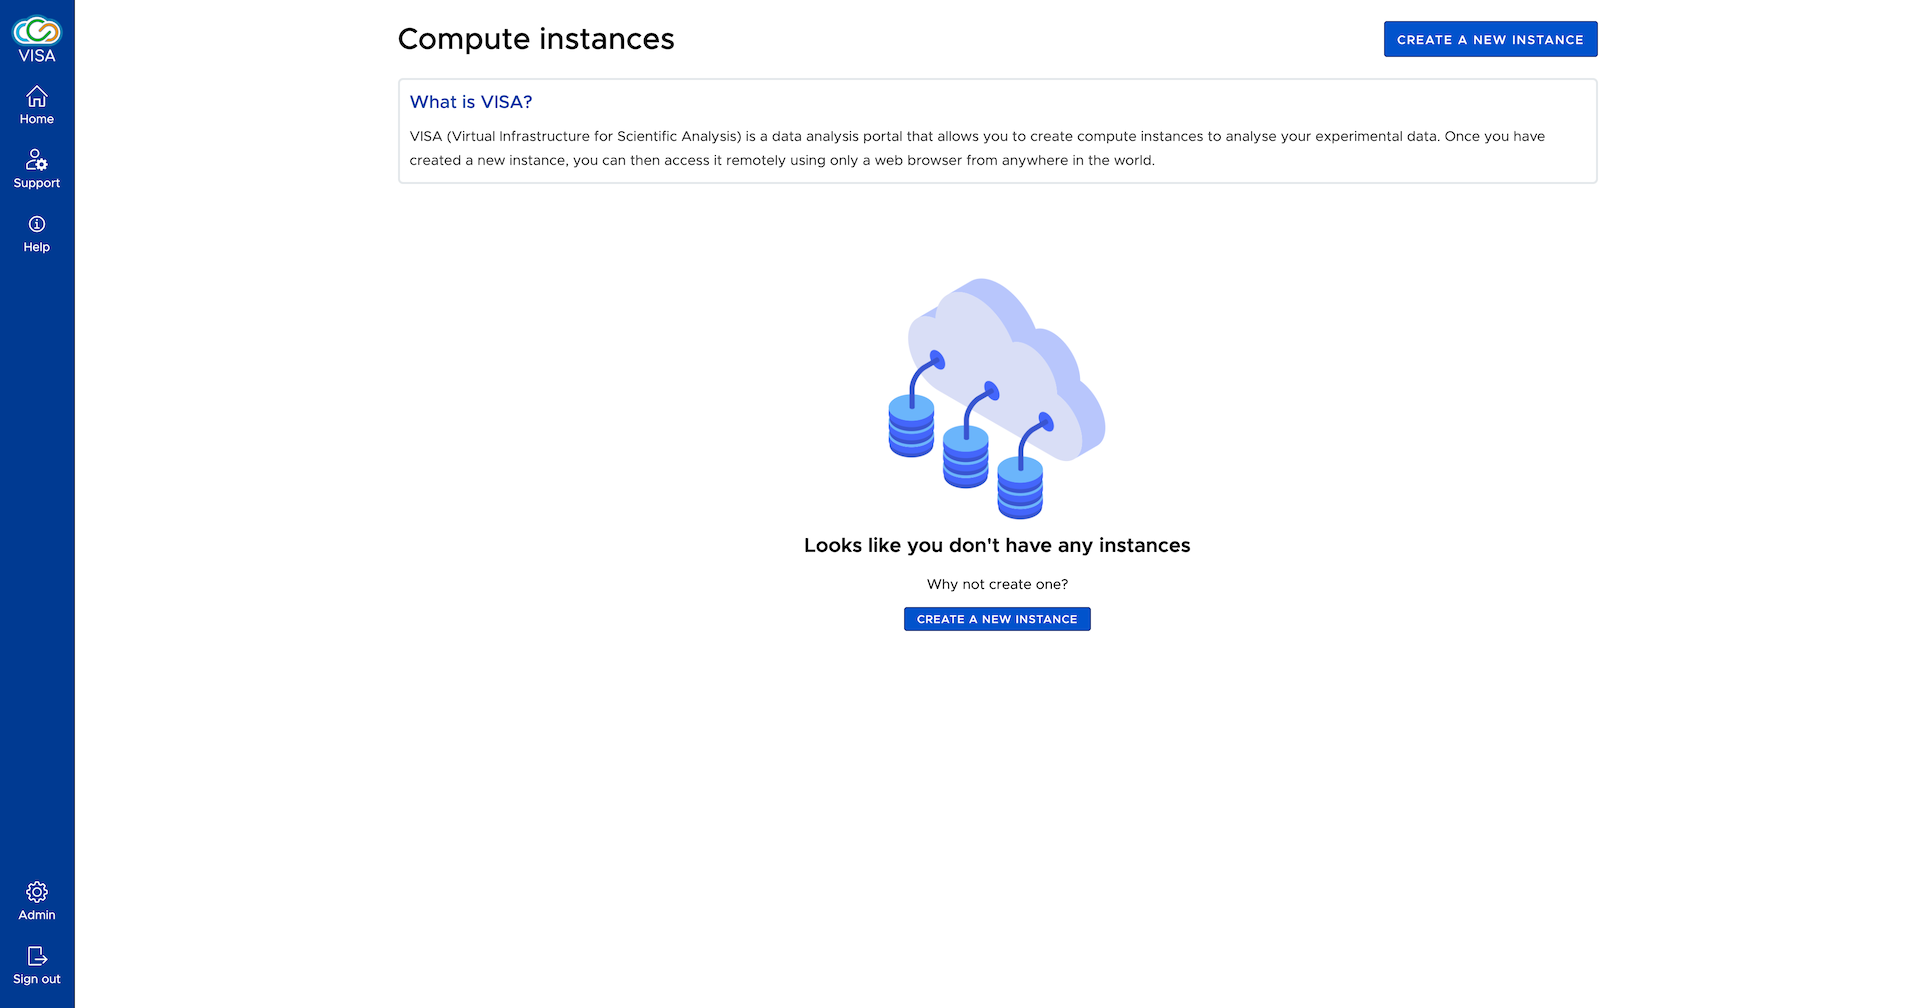 VISA
Home
Support
Help
Admin
Sign out
Compute instances
CREATE A NEW INSTANCE
What is VISA?
VISA (Virtual Infrastructure for Scientific Analysis) is a data analysis portal that allows you to create compute instances to analyse your experimental data. Once you have
created a new instance, you can then access it remotely using only a web browser from anywhere in the world.
Looks like you don't have any instances
Why not create one?
CREATE A NEW INSTANCE